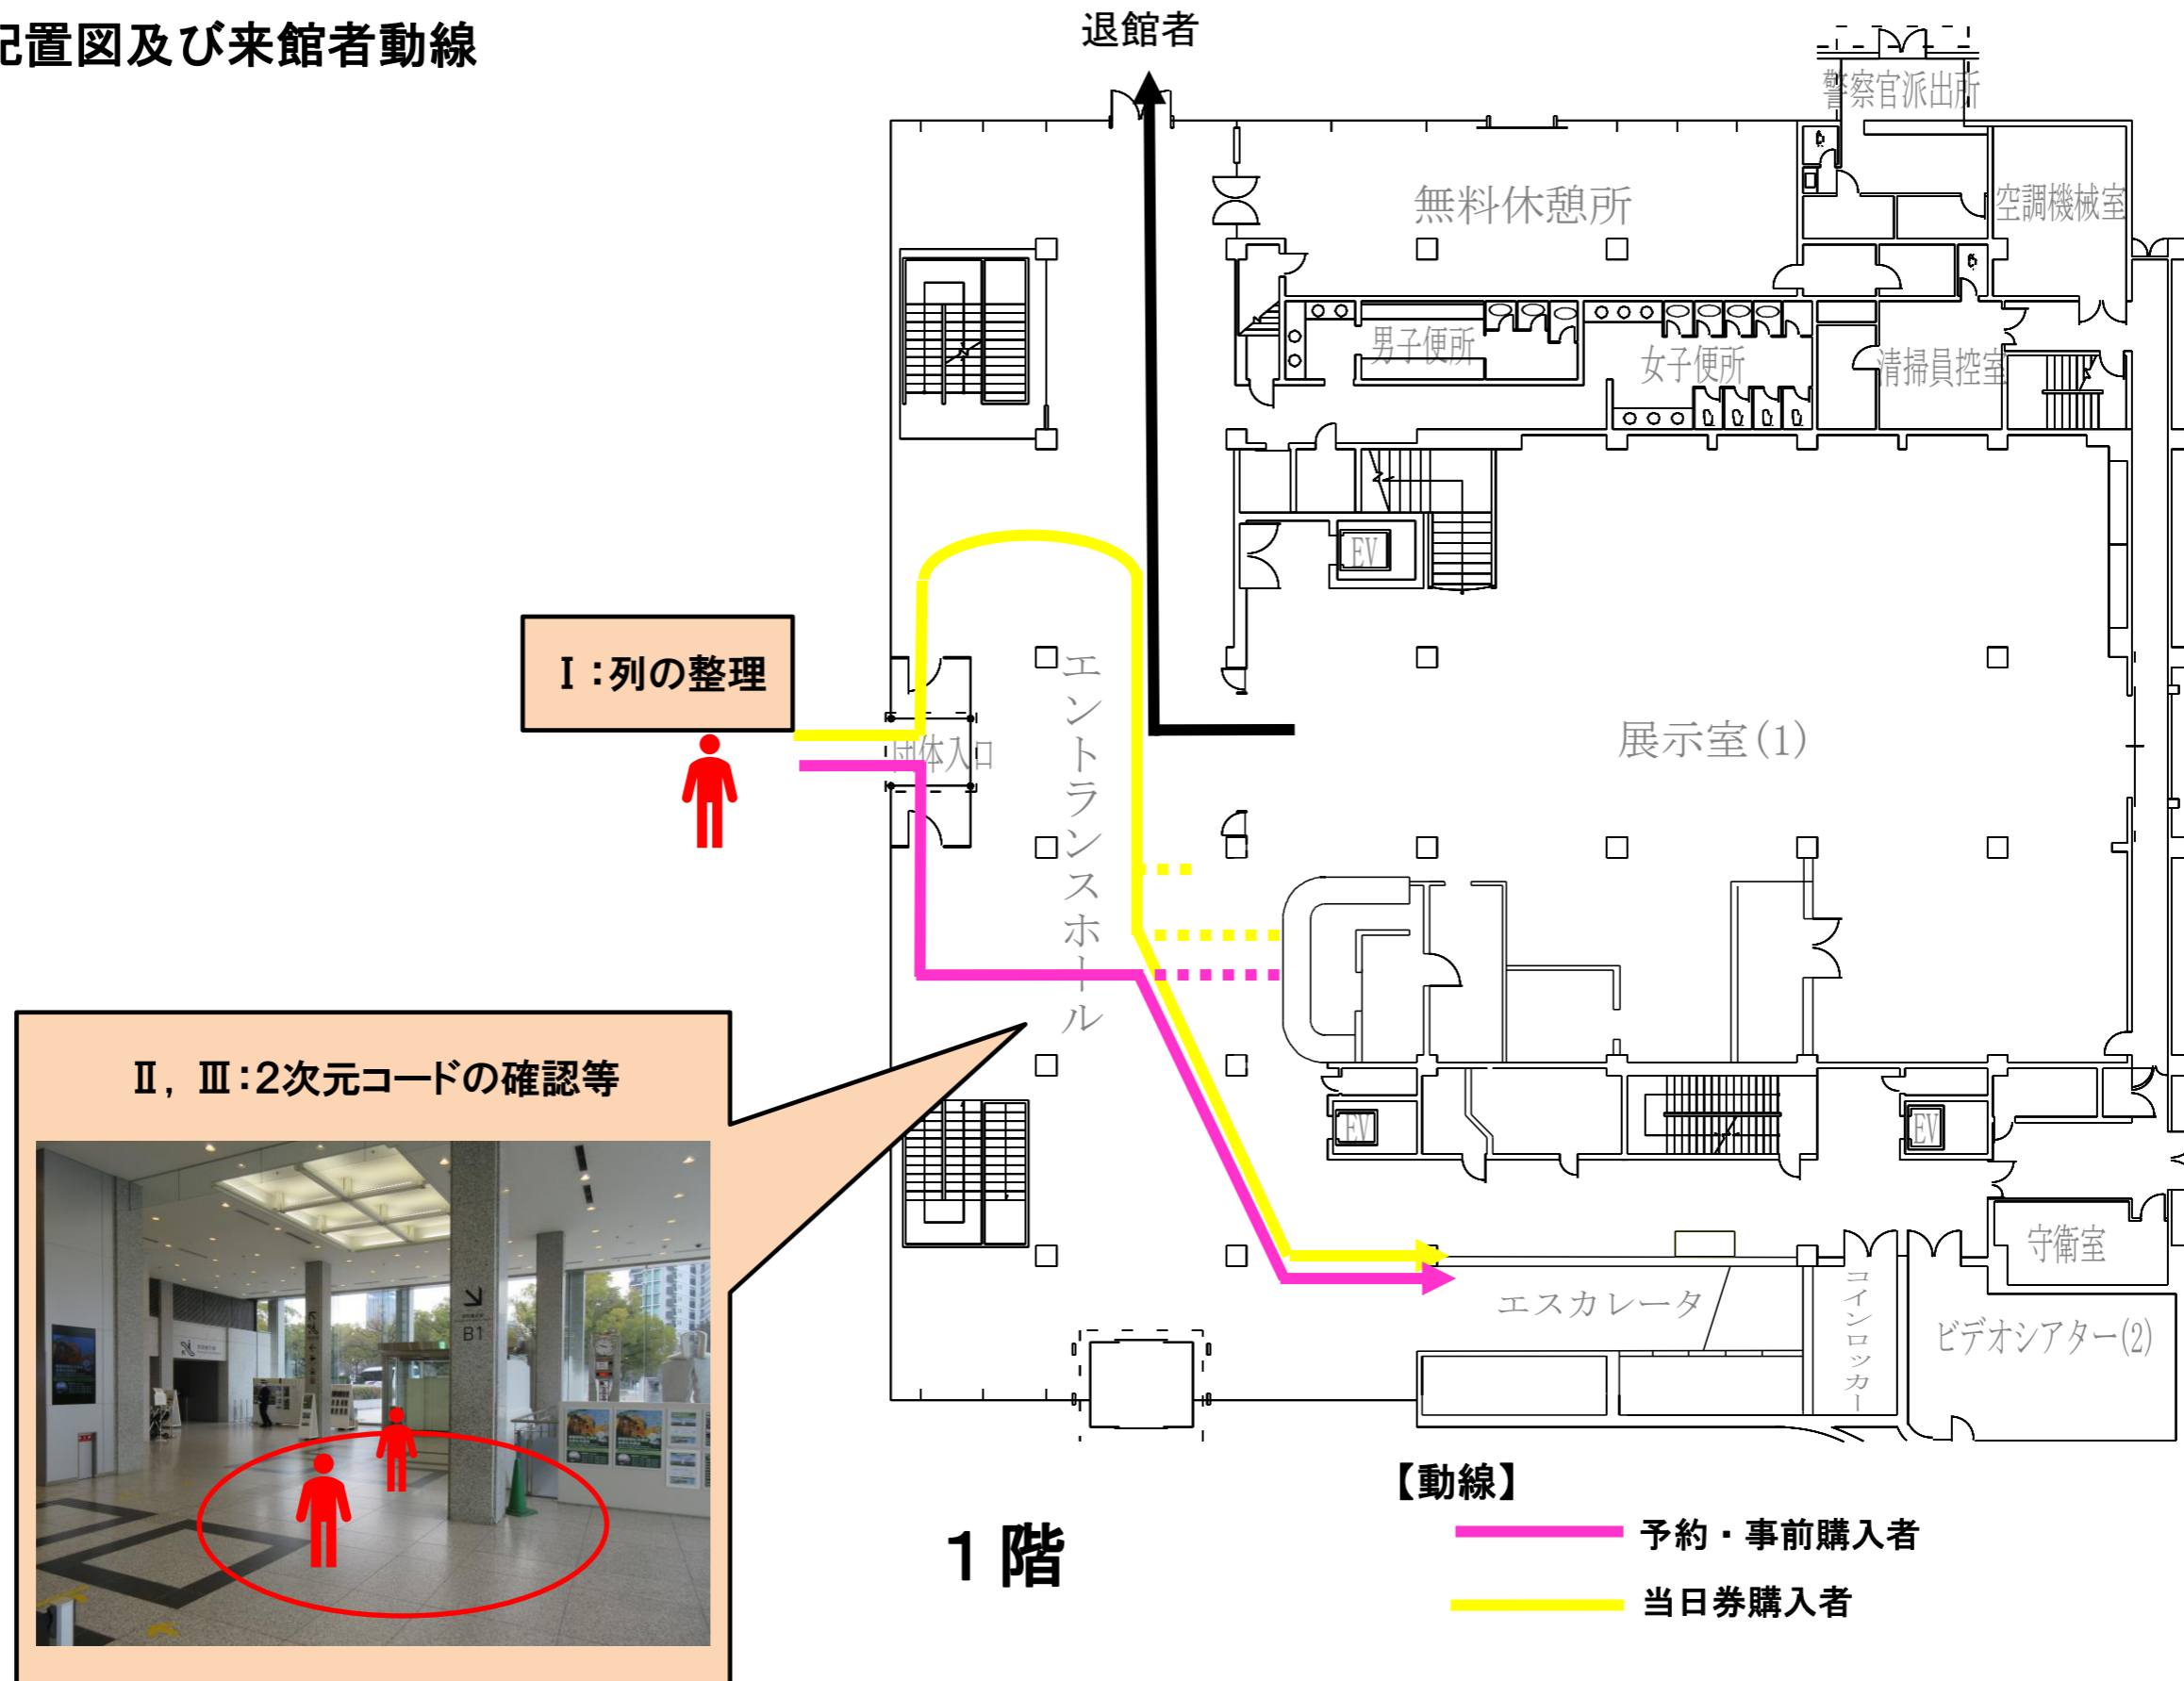 配置図及び来館者動線
退館者
警察官派出所
無料休憩所
空調機械室
男子便所
女子便所
清掃員控室
EV
Ⅰ:列の整理
団体入口
エントランスホール
展示室(1)
Ⅱ, Ⅲ:2次元コードの確認等
B1
EV
EV
守衛室
エスカレータ
コインロッカー
ビデオシアター(2)
【動線】
予約・事前購入者
当日券購入者
1階